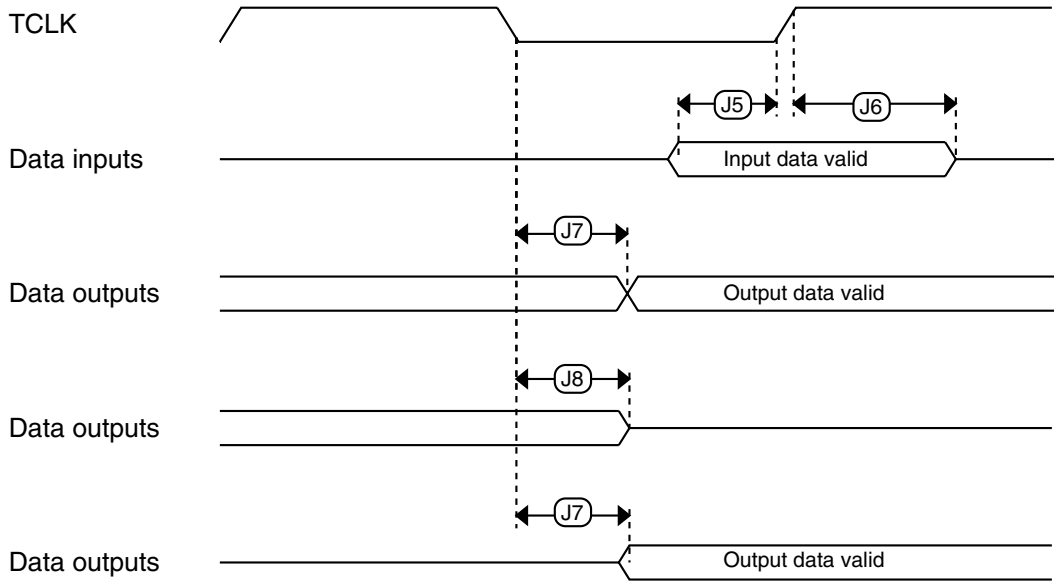 TCLK
J5
J6
Data inputs
Input data valid
J7
Data outputs
Output data valid
J8
Data outputs
J7
Data outputs
Output data valid